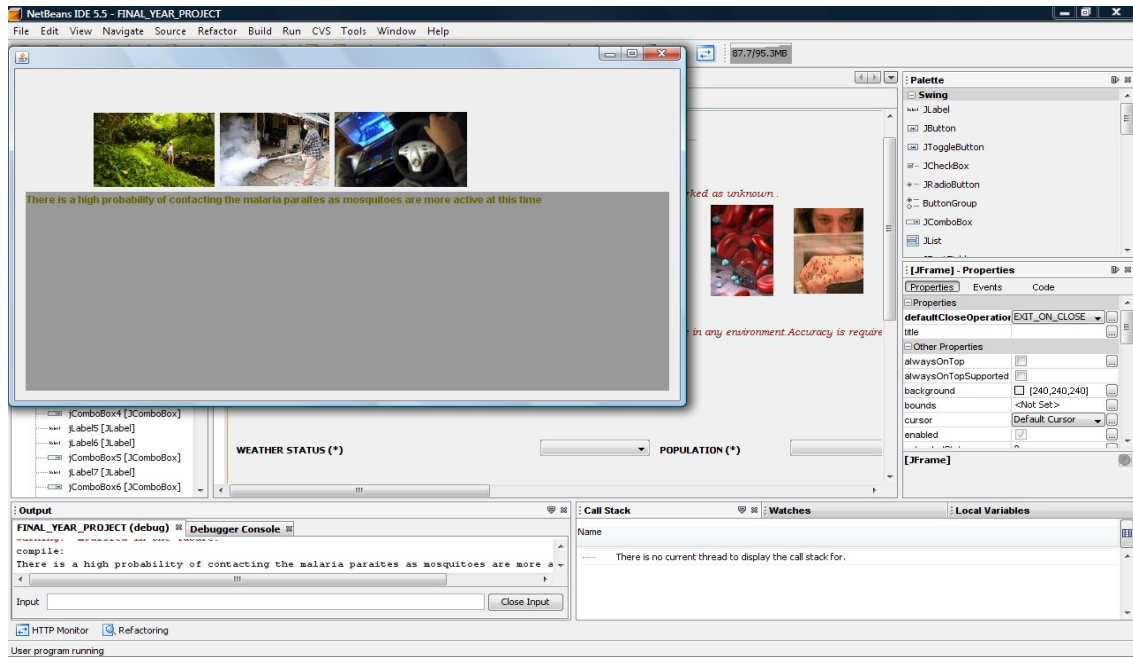 NetBeans IDE 5.5 - FINAL_YEAR_PROJECT
File Edit View Navigate Source Refactor Build Run CVS Tools Window Help
87.7/95.3MB
There is a high probability of contacting the malaria paraites as mosquitoes are more active at this time
rked as unknown .
in any environment.Accuracy is require
WEATHER STATUS (*) POPULATION (*)
jComboBox4 [JComboBox]
jLabel5 [JLabel]
jLabel6 [JLabel]
jComboBox5 [JComboBox]
jLabel7 [JLabel]
jComboBox6 [JComboBox]
Palette
Swing
JLabel
JButton
JToggleButton
JCheckBox
JRadioButton
ButtonGroup
JComboBox
JList
[JFrame] - Properties
Properties Events Code
Properties
defaultCloseOperation EXIT_ON_CLOSE
title
Other Properties
alwaysOnTop
alwaysOnTopSupported
background [240,240,240]
bounds <Not Set>
cursor Default Cursor
enabled
[JFrame]
Output
FINAL_YEAR_PROJECT (debug) Debugger Console
compile:
There is a high probability of contacting the malaria paraites as mosquitoes are more a
Input Close Input
Call Stack Watches Local Variables
Name
There is no current thread to display the call stack for.
HTTP Monitor Refactoring
User program running